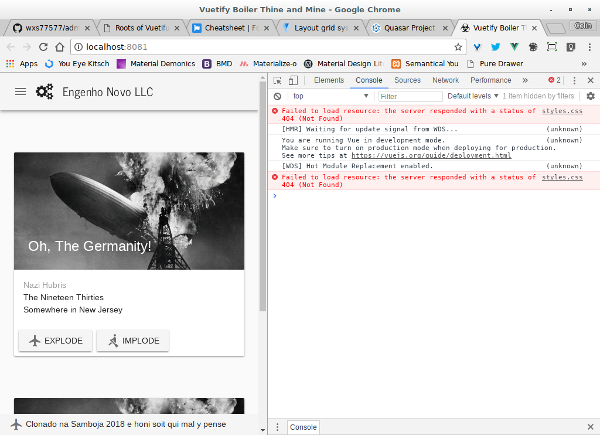 Vuetify Boiler Thine and Mine - Google Chrome
wxs77577/adm
Roots of Vuetif
Cheatsheet | F
Layout grid sys
Quasar Project
Vuetify Boiler T
Colin
localhost:8081
Apps
You Eye Kitsch
Material Demonics
Materialize-o
Material Design Lit
BMD
Semantical You
Pure Drawer
»
Engenho Novo LLC
Oh, The Germanity!
Nazi Hubris
The Nineteen Thirties
Somewhere in New Jersey
EXPLODE
IMPLODE
Clonado na Samboja 2018 e honi soit qui mal y pense
Elements Console Sources Network Performance » 2
top Filter Default levels 1 item hidden by filters
Failed to load resource: the server responded with a status of styles.css
404 (Not Found)
[HMR] Waiting for update signal from WDS... (unknown)
You are running Vue in development mode. (unknown)
Make sure to turn on production mode when deploying for production.
See more tips at https://vuejs.org/guide/deployment.html
[WDS] Hot Module Replacement enabled. (unknown)
Failed to load resource: the server responded with a status of styles.css
404 (Not Found)
Console